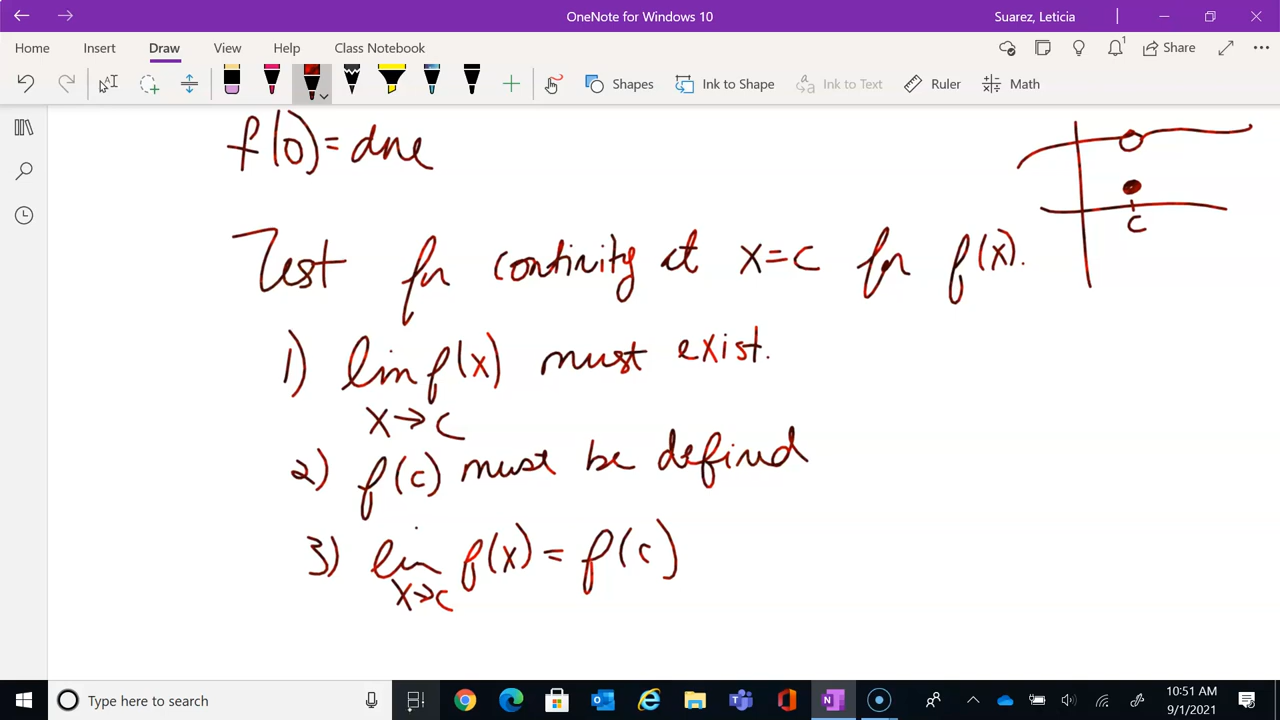 OneNote for Windows 10
Suarez, Leticia
Home Insert Draw View Help Class Notebook
1
Share
Shapes Ink to Shape Ink to Text Ruler Math
f(0)=dne
c
Test for continity at x=c for f(x).
1) lim f(x) must exist.
x→c
2) f(c) must be defined
3) lim f(x) = f(c)
x→c
Type here to search
10:51 AM
9/1/2021